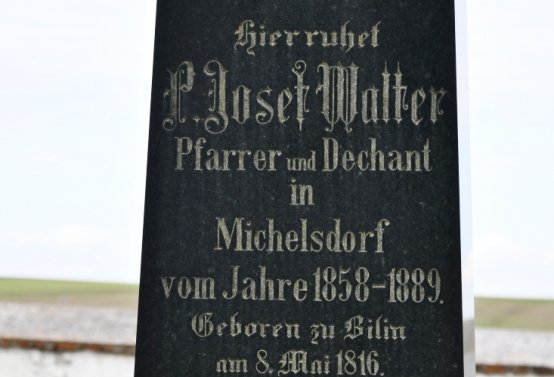 Hier ruhet
P. Josef Walter
Pfarrer und Dechant
in
Michelsdorf
vom Jahre 1858-1889.
Geboren zu Bilin
am 8. Mai 1816.